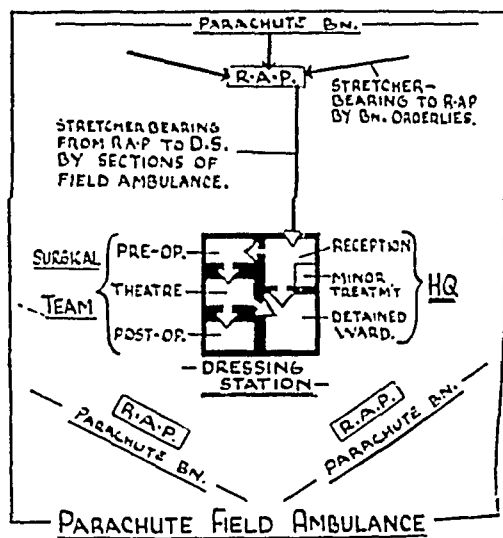 PARACHUTE BN.
R.A.P.
STRETCHER-
BEARING TO R.AP
BY BN. ORDERLIES.
STRETCHER BEARING
FROM R.A.P TO D.S.
BY SECTIONS OF
FIELD AMBULANCE.
SURGICAL
TEAM
PRE-OP.
THEATRE
POST-OP.
RECEPTION
MINOR
TREATM'T
DETAINED
WARD.
HQ
-DRESSING
STATION-
R.A.P.
PARACHUTE BN.
R.A.P.
PARACHUTE BN.
PARACHUTE FIELD AMBULANCE